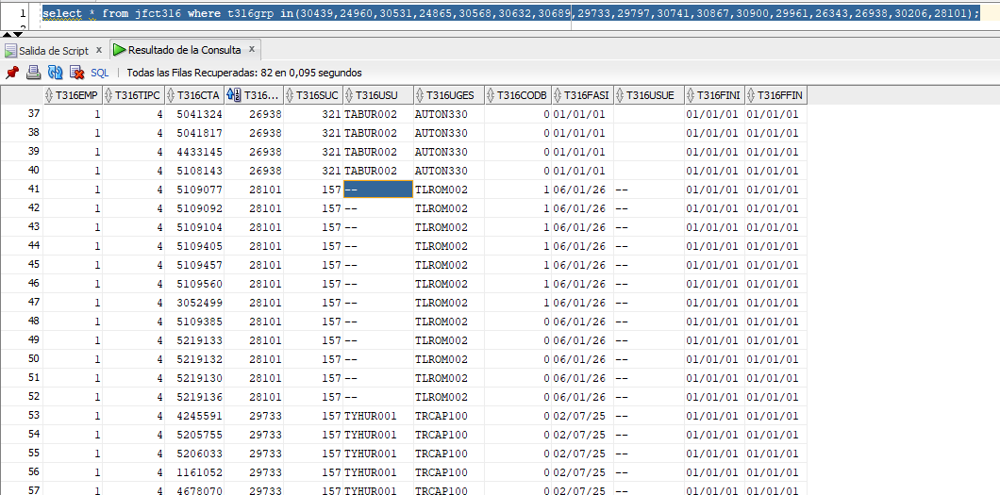 1 select * from jfct316 where t316grp in(30439,24960,30531,24865,30568,30632,30689,29733,29797,30741,30867,30900,29961,26343,26938,30206,28101);
Salida de Script x Resultado de la Consulta x
SQL | Todas las Filas Recuperadas: 82 en 0,095 segundos
T316EMP T316TIPC T316CTA T316... T316SUC T316USU T316UGES T316CODB T316FASI T316USUE T316FINI T316FFIN
37 1 4 5041324 26938 321 TABUR002 AUTON330 0 01/01/01 01/01/01 01/01/01
38 1 4 5041817 26938 321 TABUR002 AUTON330 0 01/01/01 01/01/01 01/01/01
39 1 4 4433145 26938 321 TABUR002 AUTON330 0 01/01/01 01/01/01 01/01/01
40 1 4 5108143 26938 321 TABUR002 AUTON330 0 01/01/01 01/01/01 01/01/01
41 1 4 5109077 28101 157 -- TLROM002 1 06/01/26 -- 01/01/01 01/01/01
42 1 4 5109092 28101 157 -- TLROM002 1 06/01/26 -- 01/01/01 01/01/01
43 1 4 5109104 28101 157 -- TLROM002 1 06/01/26 -- 01/01/01 01/01/01
44 1 4 5109405 28101 157 -- TLROM002 1 06/01/26 -- 01/01/01 01/01/01
45 1 4 5109457 28101 157 -- TLROM002 1 06/01/26 -- 01/01/01 01/01/01
46 1 4 5109560 28101 157 -- TLROM002 1 06/01/26 -- 01/01/01 01/01/01
47 1 4 3052499 28101 157 -- TLROM002 1 06/01/26 -- 01/01/01 01/01/01
48 1 4 5109385 28101 157 -- TLROM002 0 06/01/26 -- 01/01/01 01/01/01
49 1 4 5219133 28101 157 -- TLROM002 0 06/01/26 -- 01/01/01 01/01/01
50 1 4 5219132 28101 157 -- TLROM002 0 06/01/26 -- 01/01/01 01/01/01
51 1 4 5219130 28101 157 -- TLROM002 0 06/01/26 -- 01/01/01 01/01/01
52 1 4 5219136 28101 157 -- TLROM002 0 06/01/26 -- 01/01/01 01/01/01
53 1 4 4245591 29733 157 TYHUR001 TRCAP100 0 02/07/25 -- 01/01/01 01/01/01
54 1 4 5205755 29733 157 TYHUR001 TRCAP100 0 02/07/25 -- 01/01/01 01/01/01
55 1 4 5206033 29733 157 TYHUR001 TRCAP100 0 02/07/25 -- 01/01/01 01/01/01
56 1 4 1161052 29733 157 TYHUR001 TRCAP100 0 02/07/25 -- 01/01/01 01/01/01
57 1 4 4678070 29733 157 TYHUR001 TRCAP100 0 02/07/25 -- 01/01/01 01/01/01